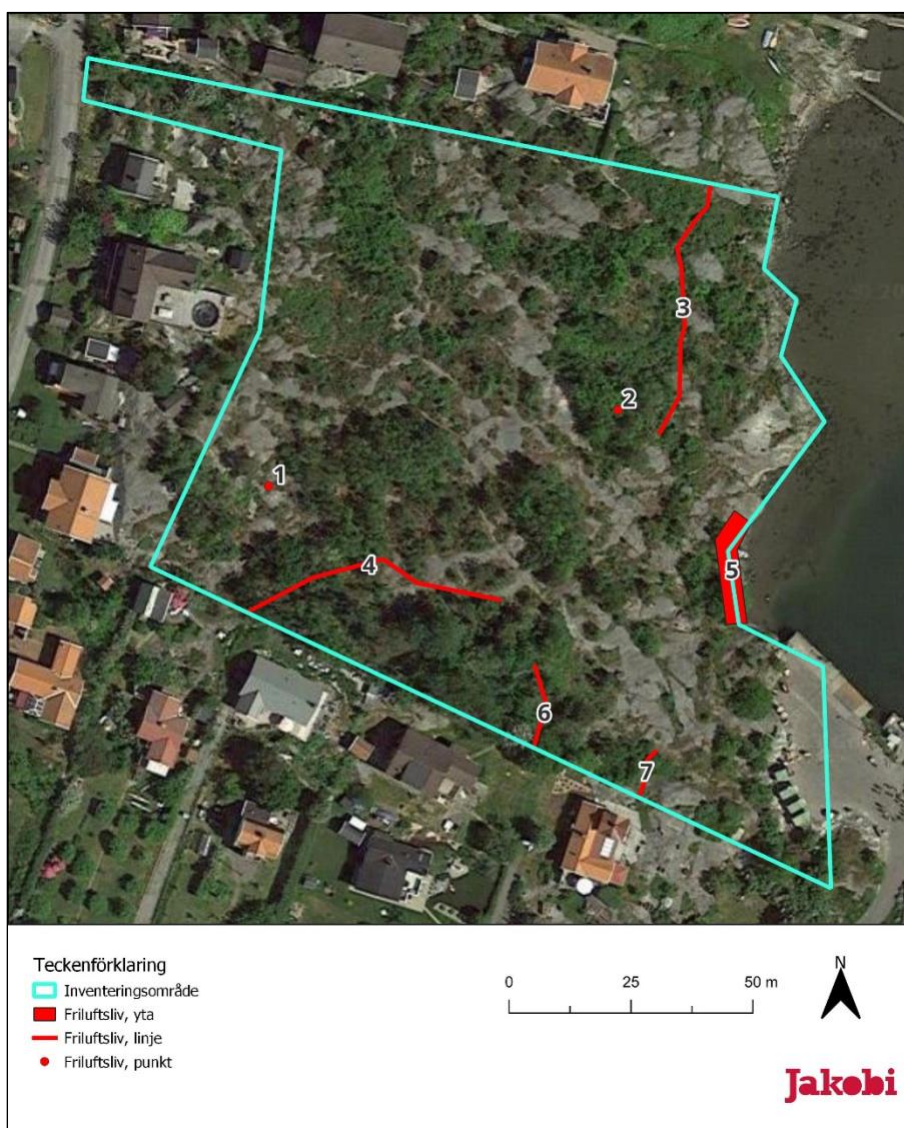 3
2
1
4
5
6
7
Teckenförklaring
Inventeringsområde
Friluftsliv, yta
Friluftsliv, linje
Friluftsliv, punkt
0 25 50 m
N
Jakobi